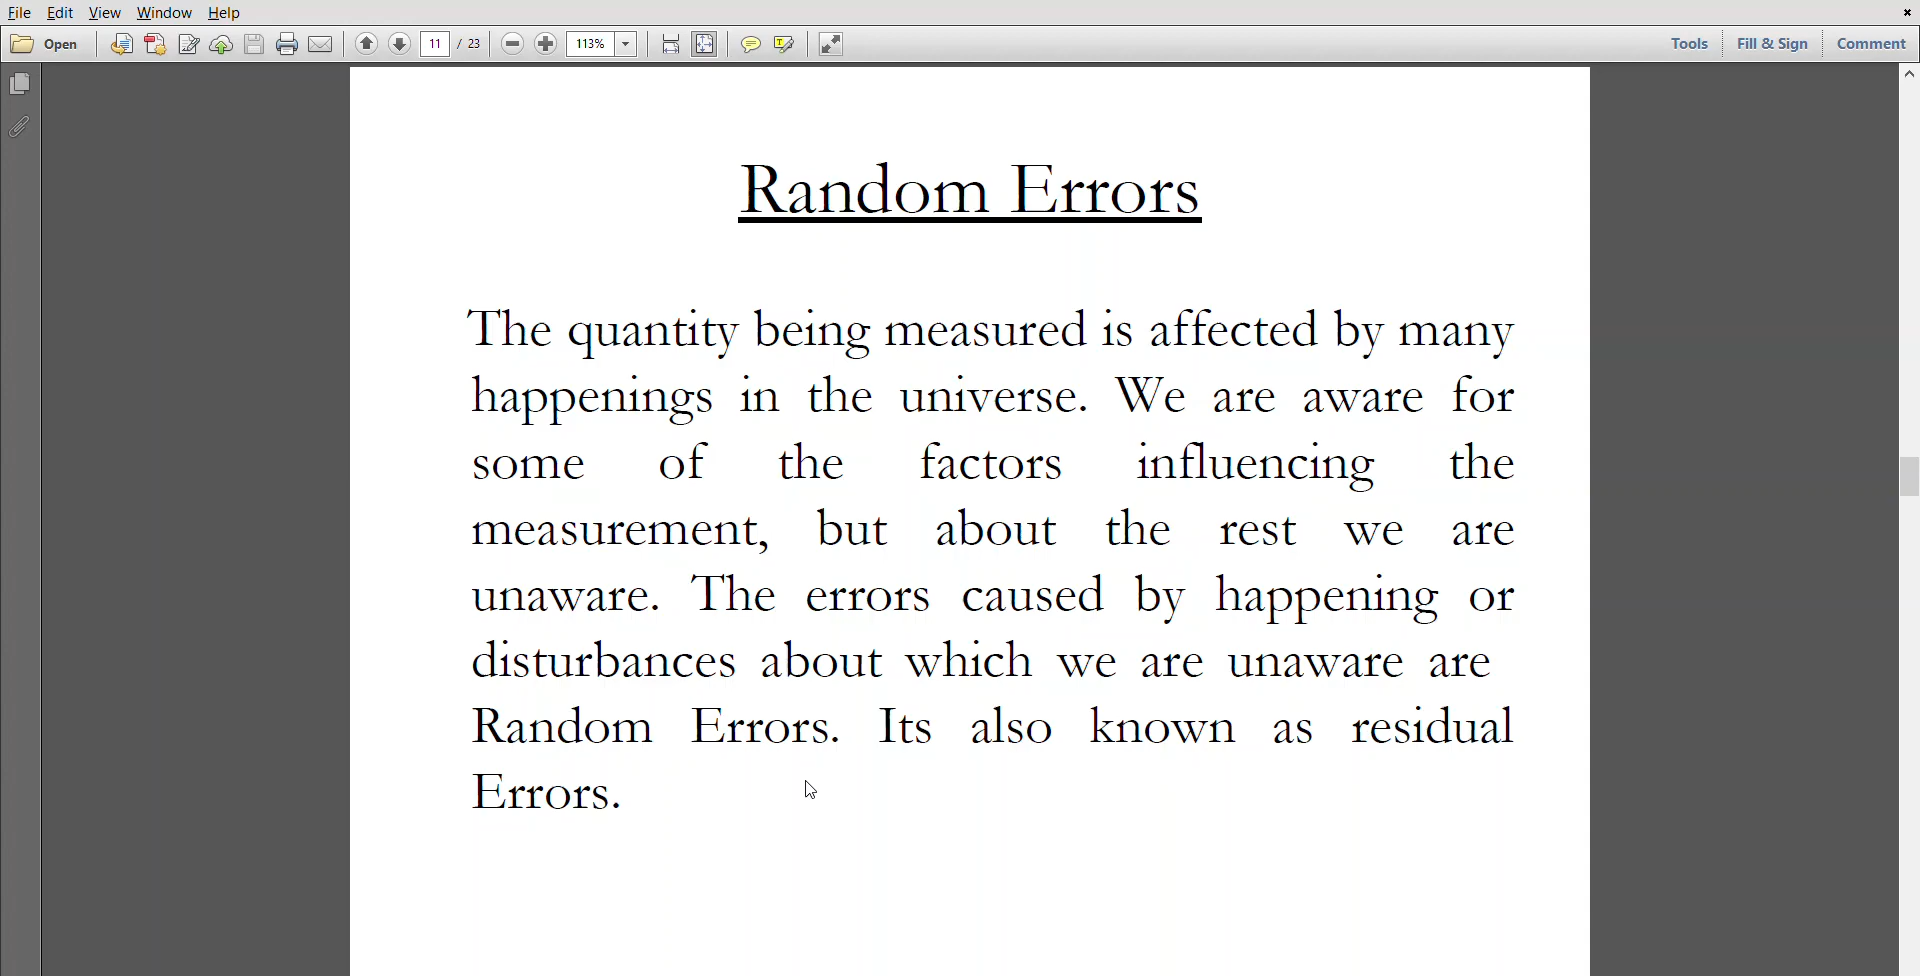 File Edit View Window Help
Open 11 / 23 113% Tools Fill & Sign Comment
Random Errors
The quantity being measured is affected by many
happenings in the universe. We are aware for
some of the factors influencing the
measurement, but about the rest we are
unaware. The errors caused by happening or
disturbances about which we are unaware are
Random Errors. Its also known as residual
Errors.